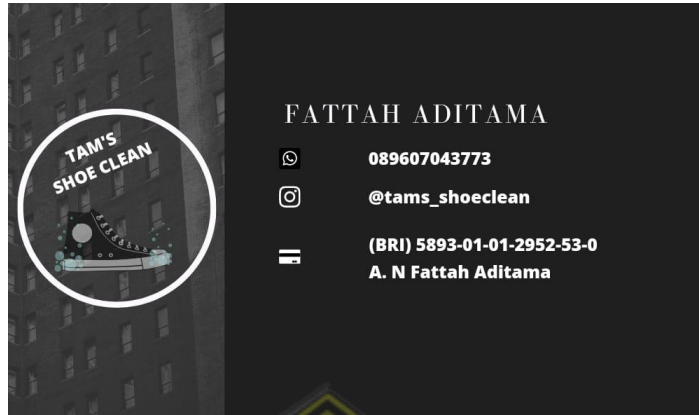 TAM'S
SHOE CLEAN
FATTAH ADITAMA
089607043773
@tams_shoeclean
(BRI) 5893-01-01-2952-53-0
A. N Fattah Aditama